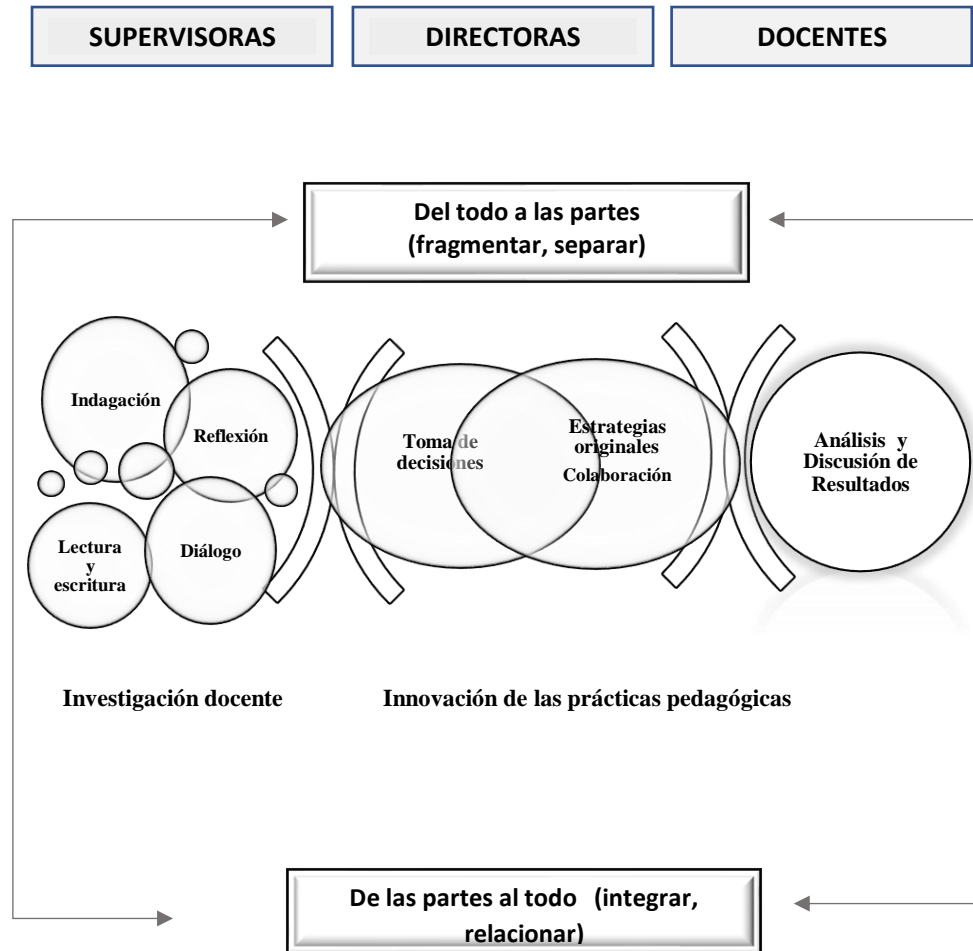 SUPERVISORAS
DIRECTORAS
DOCENTES
Del todo a las partes
(fragmentar, separar)
Indagación
Reflexión
Lectura
y
escritura
Diálogo
Toma de
decisiones
Estrategias
originales
Colaboración
Análisis y
Discusión de
Resultados
Investigación docente
Innovación de las prácticas pedagógicas
De las partes al todo (integrar,
relacionar)